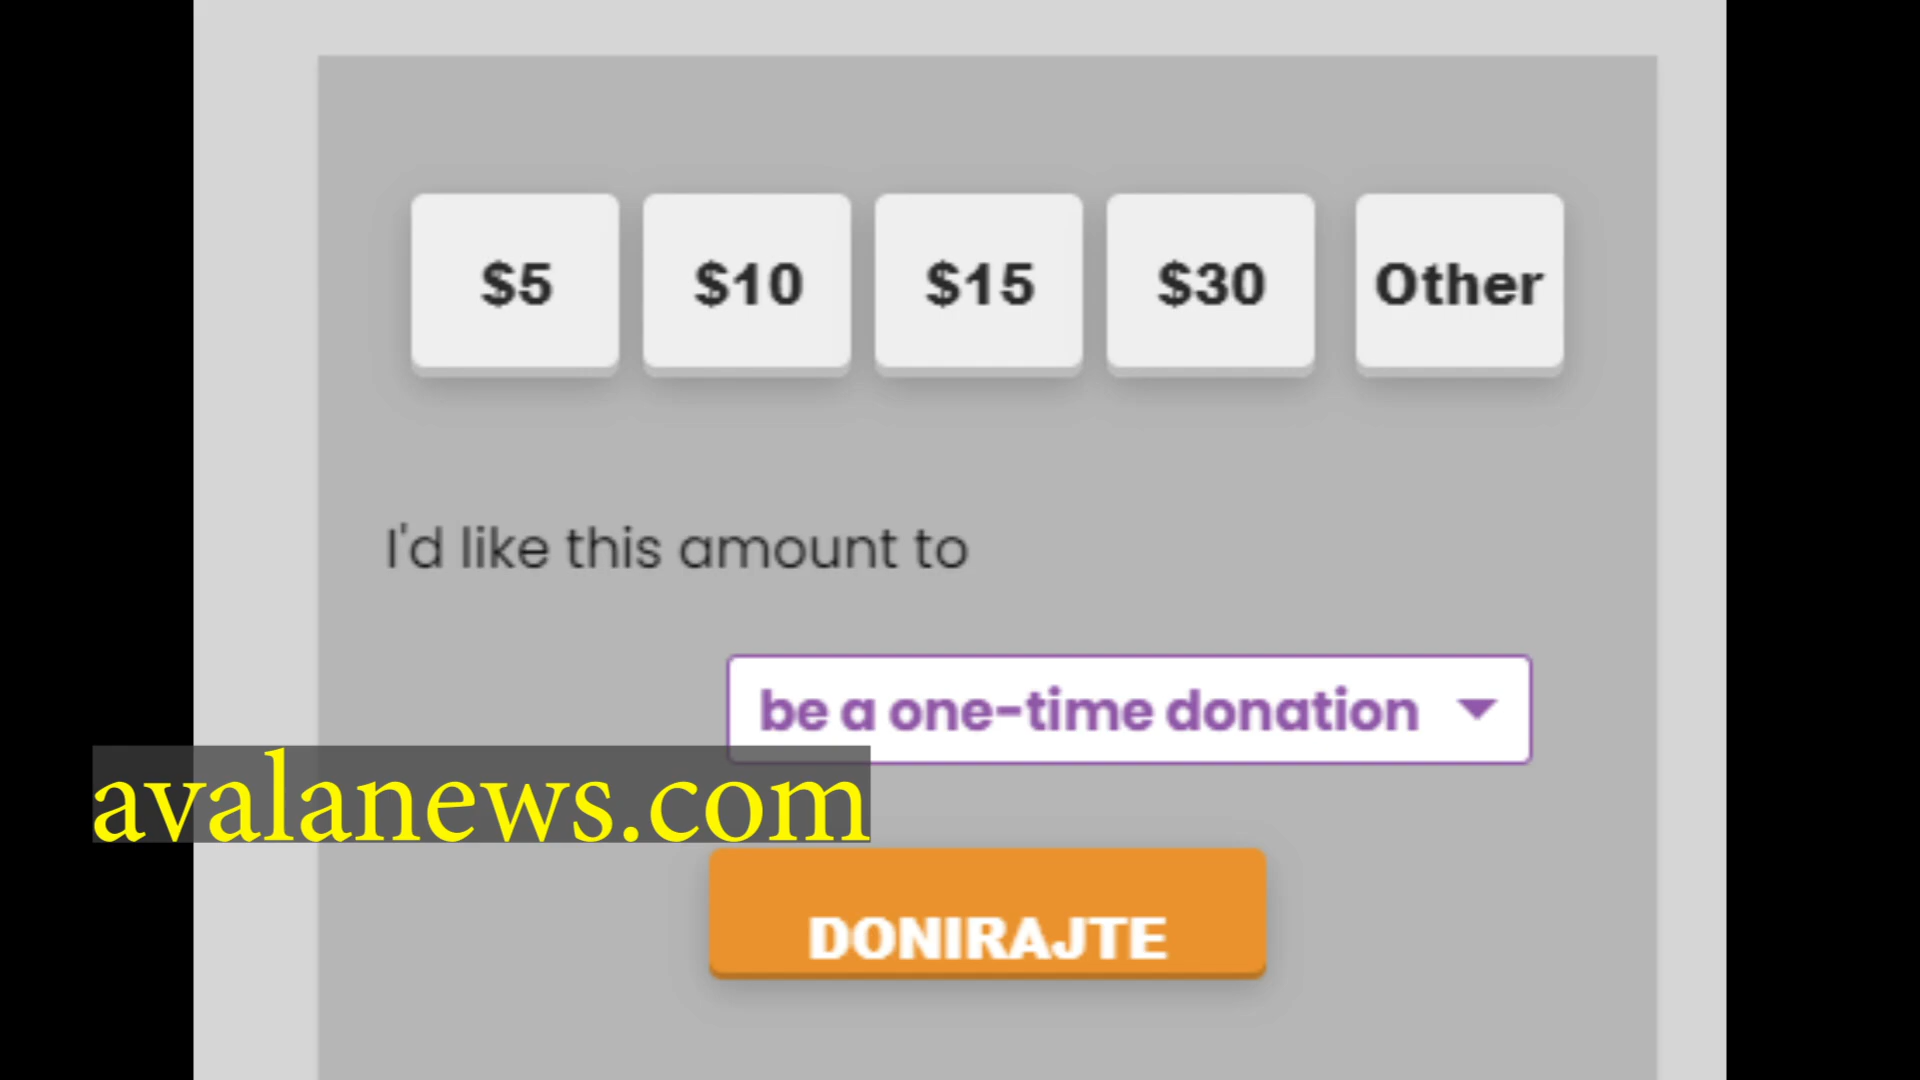 $5 $10 $15 $30 Other
I'd like this amount to
be a one-time donation
avalanews.com
DONIRAJTE